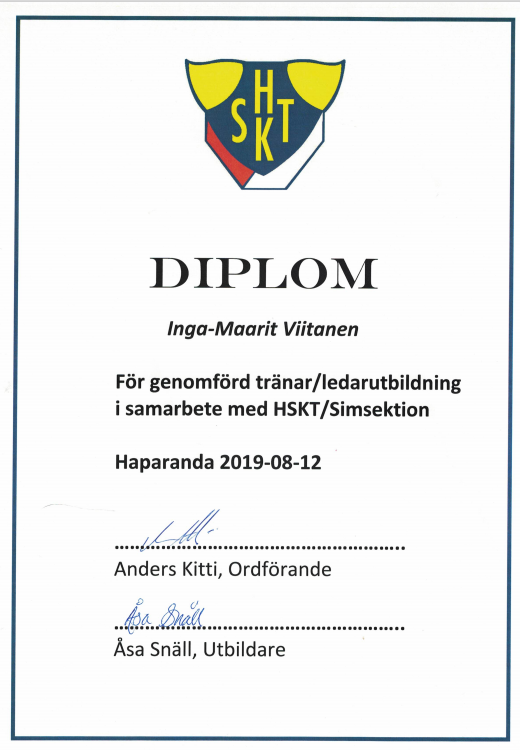 HSKT
DIPLOM
Inga-Maarit Viitanen
För genomförd tränar/ledarutbildning
i samarbete med HSKT/Simsektion
Haparanda 2019-08-12
Anders Kitti, Ordförande
Åsa Snäll
Åsa Snäll, Utbildare